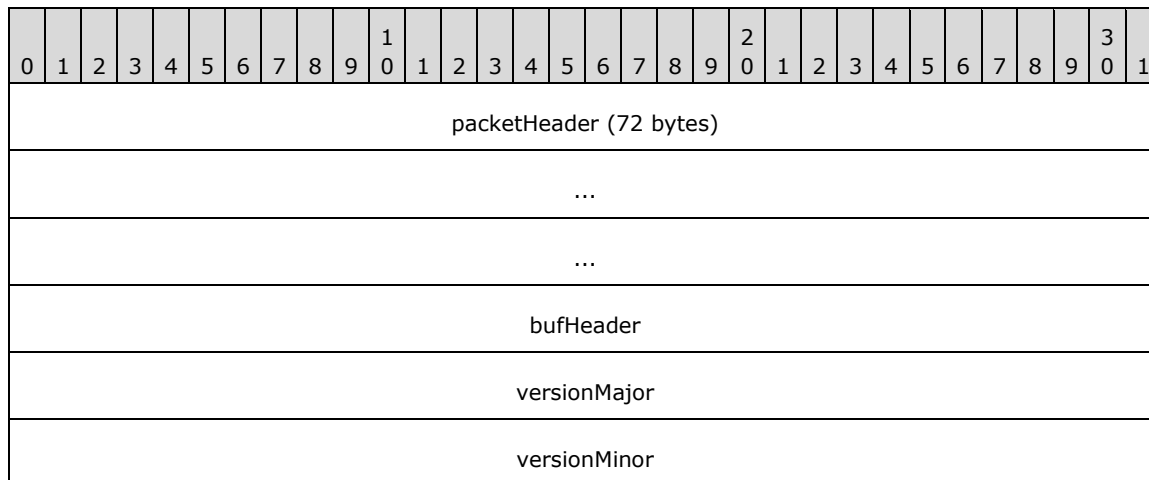 1 2 3
0 1 2 3 4 5 6 7 8 9 0 1 2 3 4 5 6 7 8 9 0 1 2 3 4 5 6 7 8 9 0 1
packetHeader (72 bytes)
...
...
bufHeader
versionMajor
versionMinor